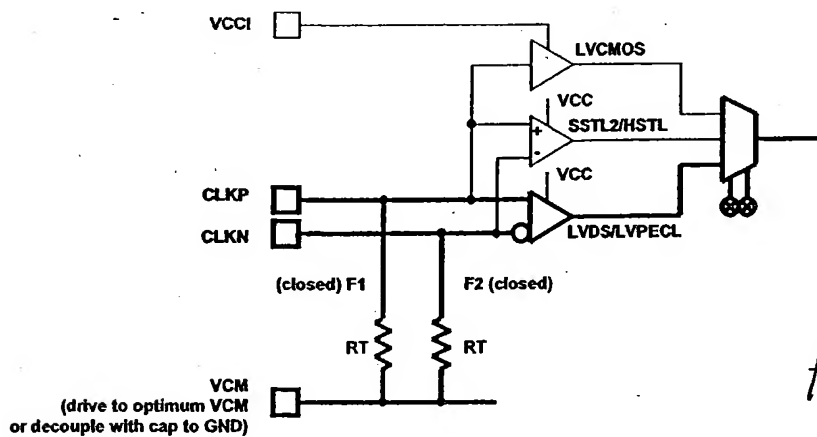 VCCI
LVCMOS
VCC
SSTL2/HSTL
+
-
VCC
CLKP
CLKN
LVDS/LVPECL
(closed) F1
F2 (closed)
RT
RT
VCM
(drive to optimum VCM
or decouple with cap to GND)